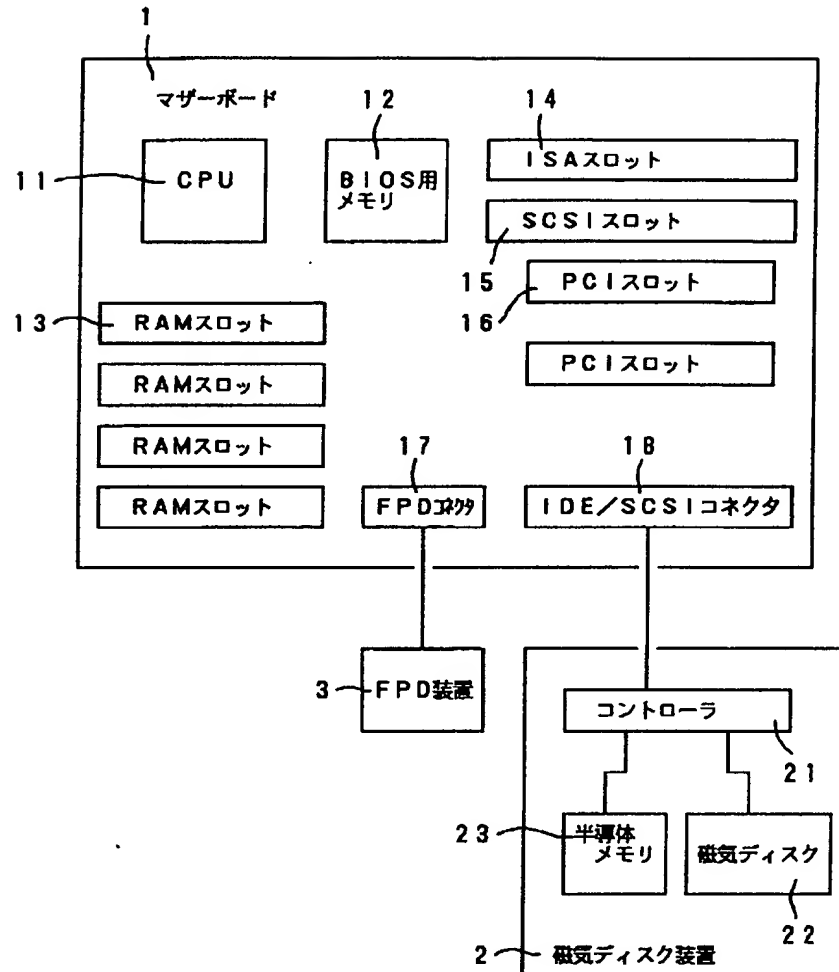 1
マザーボード
11
CPU
12
BIOS用
メモリ
14
ISAスロット
15
SCSIスロット
16
PCIスロット
PCIスロット
13
RAMスロット
RAMスロット
RAMスロット
RAMスロット
17
FPDコネクタ
18
IDE/SCSIコネクタ
3
FPD装置
コントローラ
21
23
半導体
メモリ
磁気ディスク
22
2
磁気ディスク装置